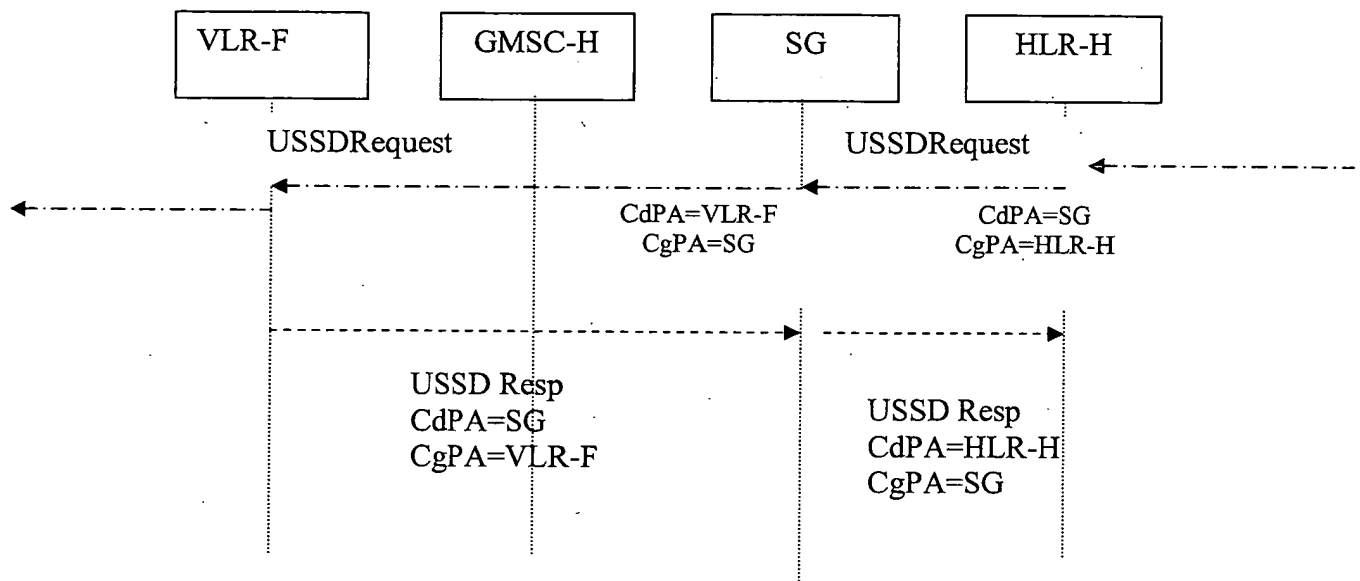 VLR-F
GMSC-H
SG
HLR-H
USSDRequest
USSDRequest
CdPA=VLR-F
CgPA=SG
CdPA=SG
CgPA=HLR-H
USSD Resp
CdPA=SG
CgPA=VLR-F
USSD Resp
CdPA=HLR-H
CgPA=SG